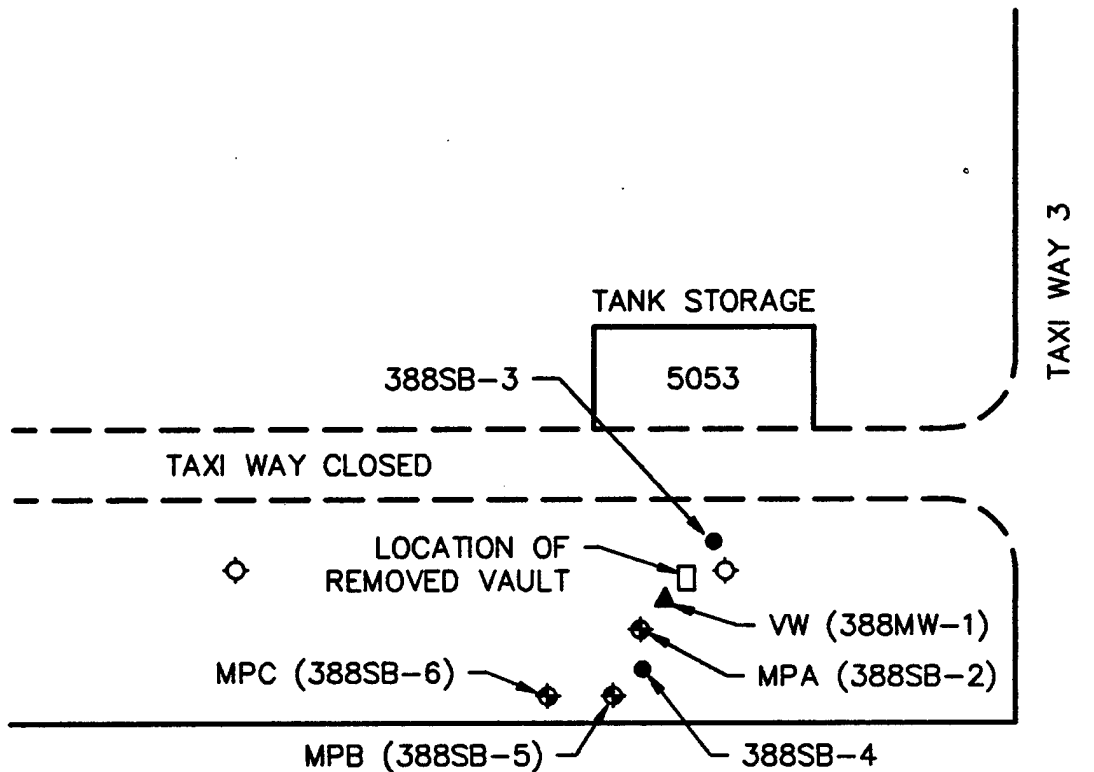 TAXI WAY 3
TANK STORAGE
5053
388SB-3
TAXI WAY CLOSED
LOCATION OF
REMOVED VAULT
VW (388MW-1)
MPA (388SB-2)
MPC (388SB-6)
MPB (388SB-5)
388SB-4